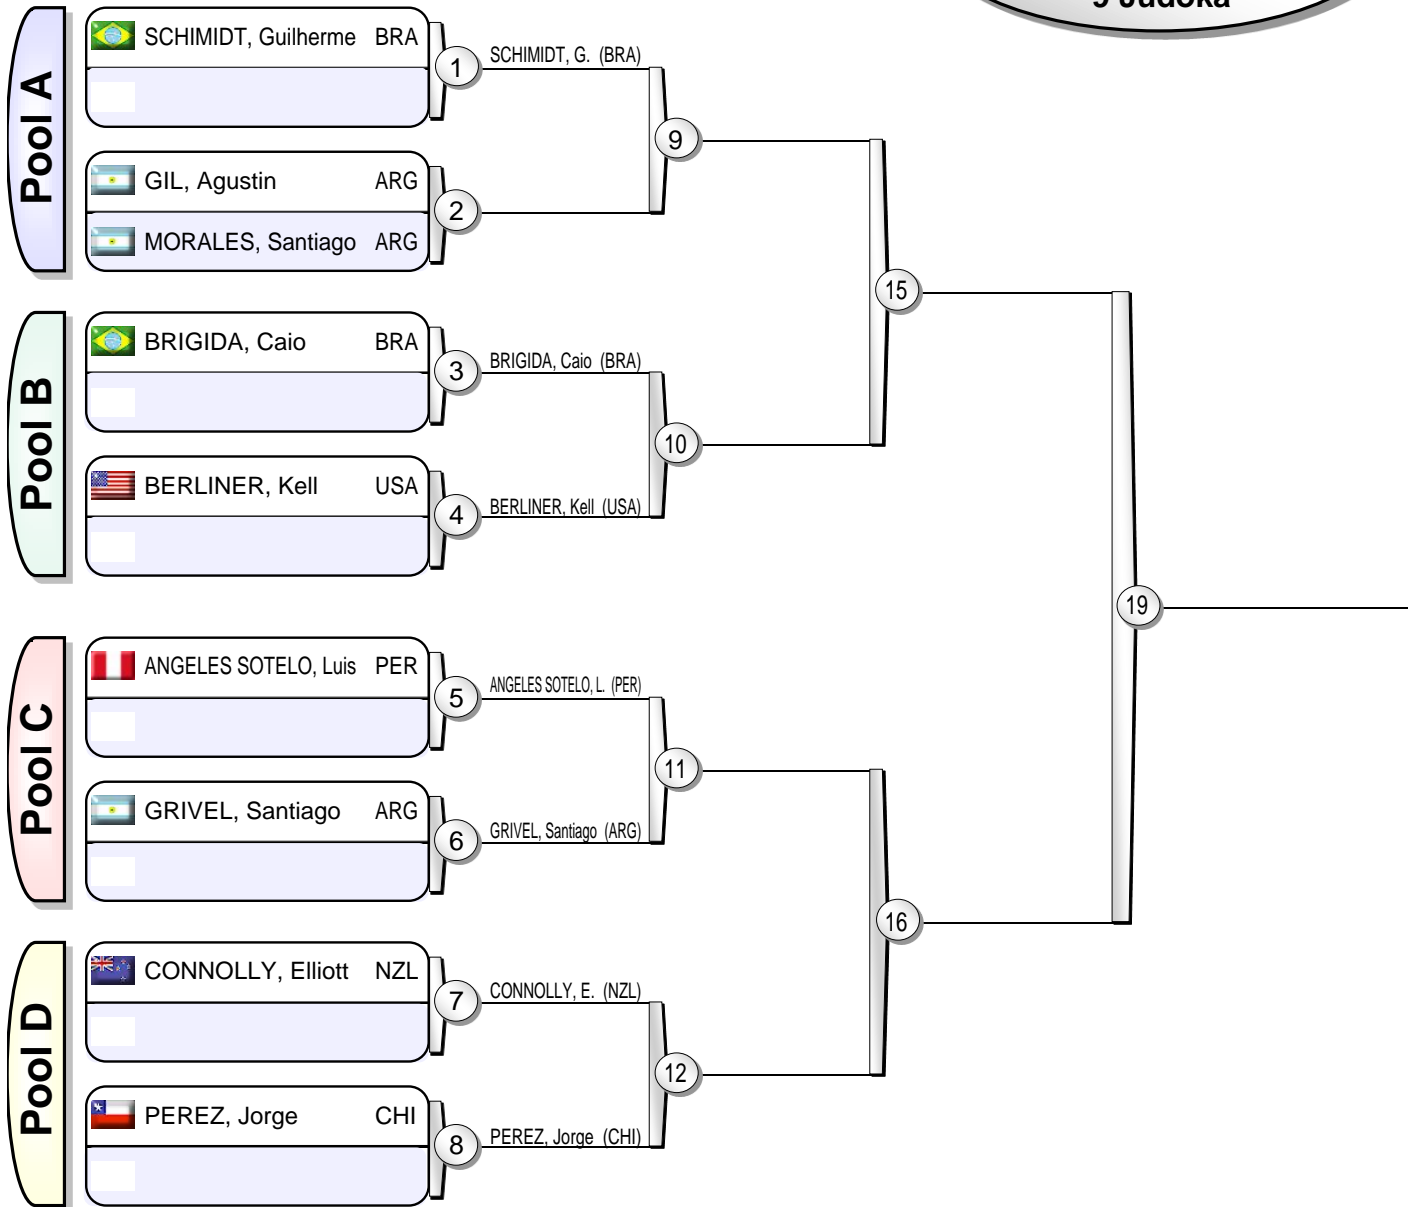 9 Judoka
Pool A
SCHIMIDT, Guilherme BRA
1
SCHIMIDT, G. (BRA)
9
GIL, Agustin ARG
2
MORALES, Santiago ARG
15
Pool B
BRIGIDA, Caio BRA
3
BRIGIDA, Caio (BRA)
10
BERLINER, Kell USA
4
BERLINER, Kell (USA)
19
Pool C
ANGELES SOTELO, Luis PER
5
ANGELES SOTELO, L. (PER)
11
GRIVEL, Santiago ARG
6
GRIVEL, Santiago (ARG)
16
Pool D
CONNOLLY, Elliott NZL
7
CONNOLLY, E. (NZL)
12
PEREZ, Jorge CHI
8
PEREZ, Jorge (CHI)